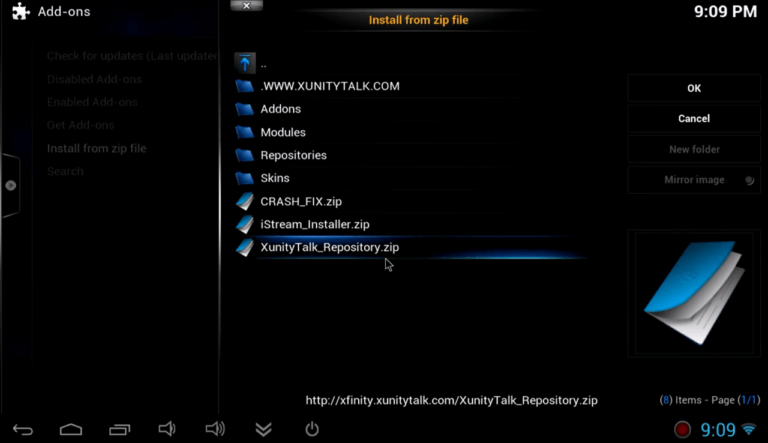 Add-ons
Install from zip file
9:09 PM
Check for updates (Last updated
Disabled Add-ons
Enabled Add-ons
Get Add-ons
Install from zip file
Search
..
.WWW.XUNITYTALK.COM
Addons
Modules
Repositories
Skins
CRASH_FIX.zip
iStream_Installer.zip
XunityTalk_Repository.zip
OK
Cancel
New folder
Mirror image
http://xfinity.xunitytalk.com/XunityTalk_Repository.zip
(8) Items - Page (1/1)
9:09